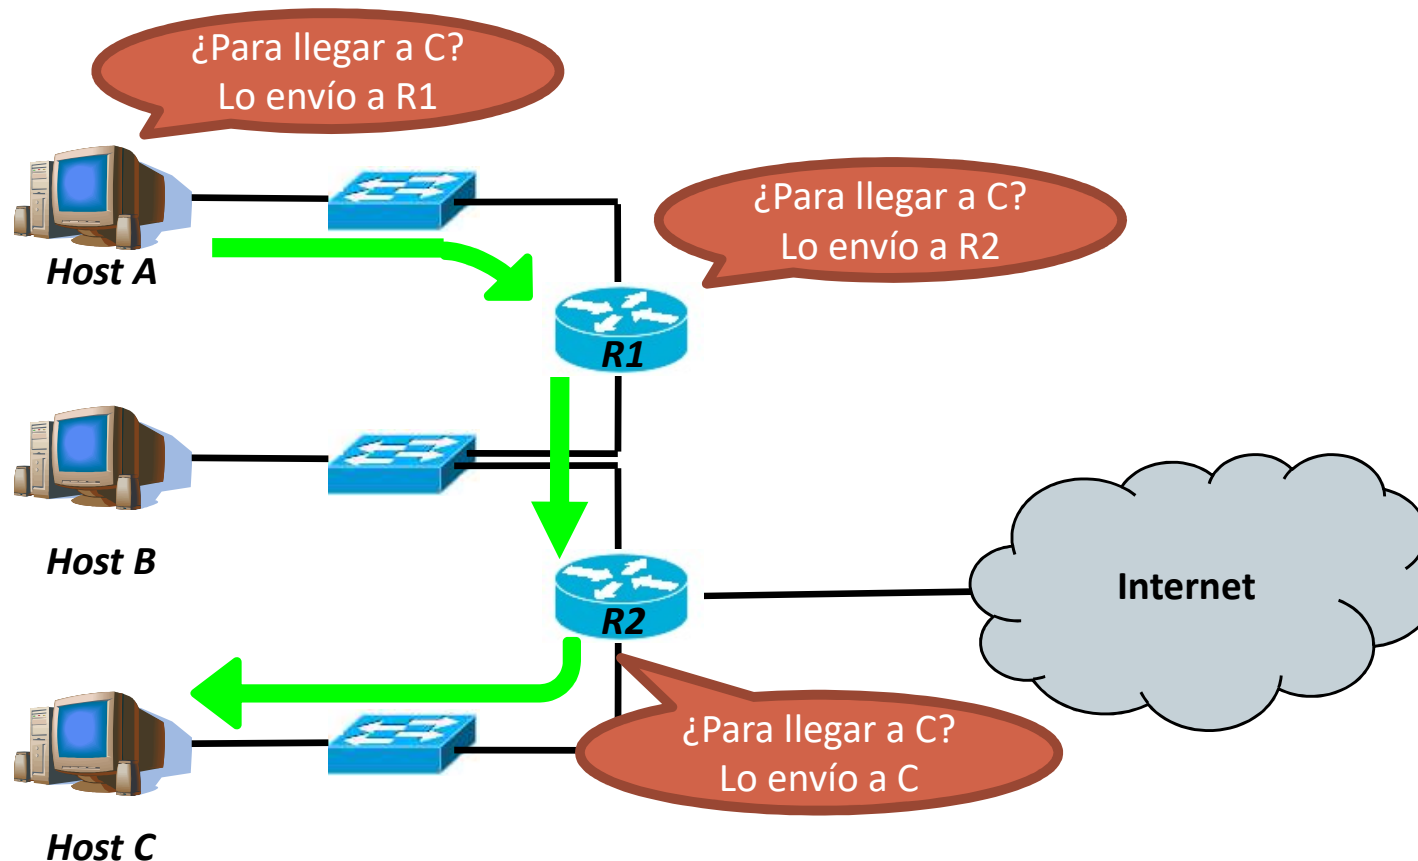 ¿Para llegar a C?
Lo envío a R1
¿Para llegar a C?
Lo envío a R2
Host A
R1
Host B
Internet
R2
¿Para llegar a C?
Lo envío a C
Host C